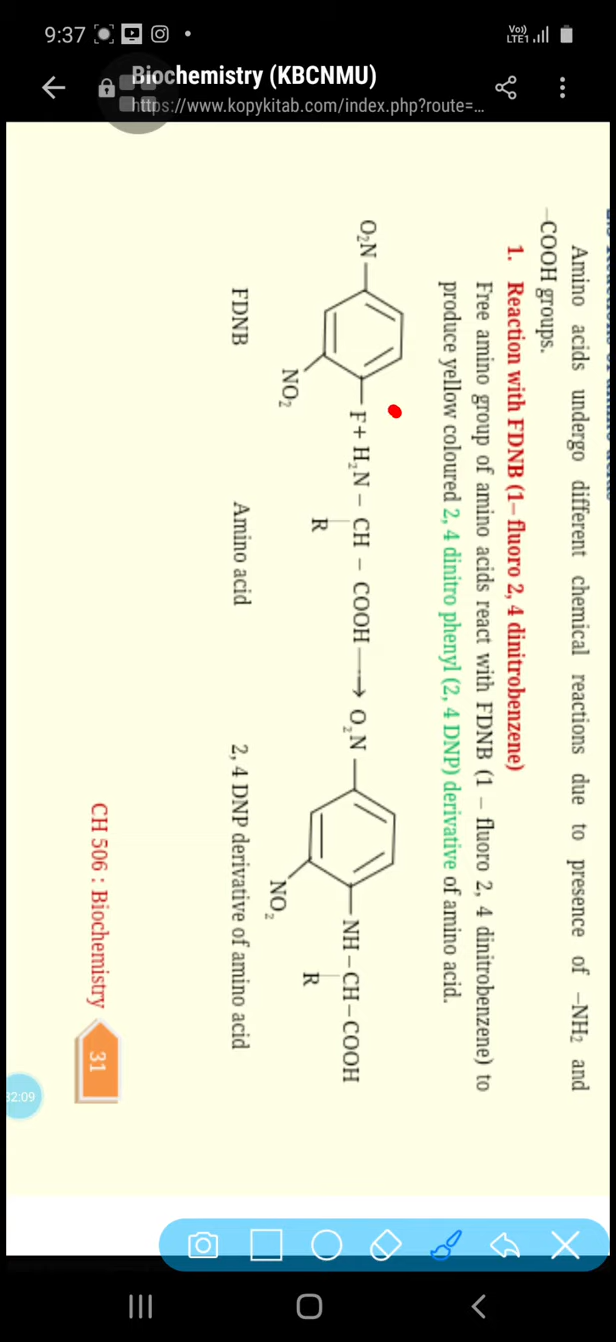 9:37
Vo))
LTE1
Biochemistry (KBCNMU)
https://www.kopykitab.com/index.php?route=...
Amino acids undergo different chemical reactions due to presence of –NH₂ and
–COOH groups.
1. Reaction with FDNB (1– fluoro 2, 4 dinitrobenzene)
Free amino group of amino acids react with FDNB (1 – fluoro 2, 4 dinitrobenzene) to
produce yellow coloured 2, 4 dinitro phenyl (2, 4 DNP) derivative of amino acid.
O₂N – F + H₂N – CH – COOH ⟶ O₂N – NH – CH – COOH
NO₂ R NO₂ R
FDNB Amino acid 2, 4 DNP derivative of amino acid
CH 506 : Biochemistry 31
32:09